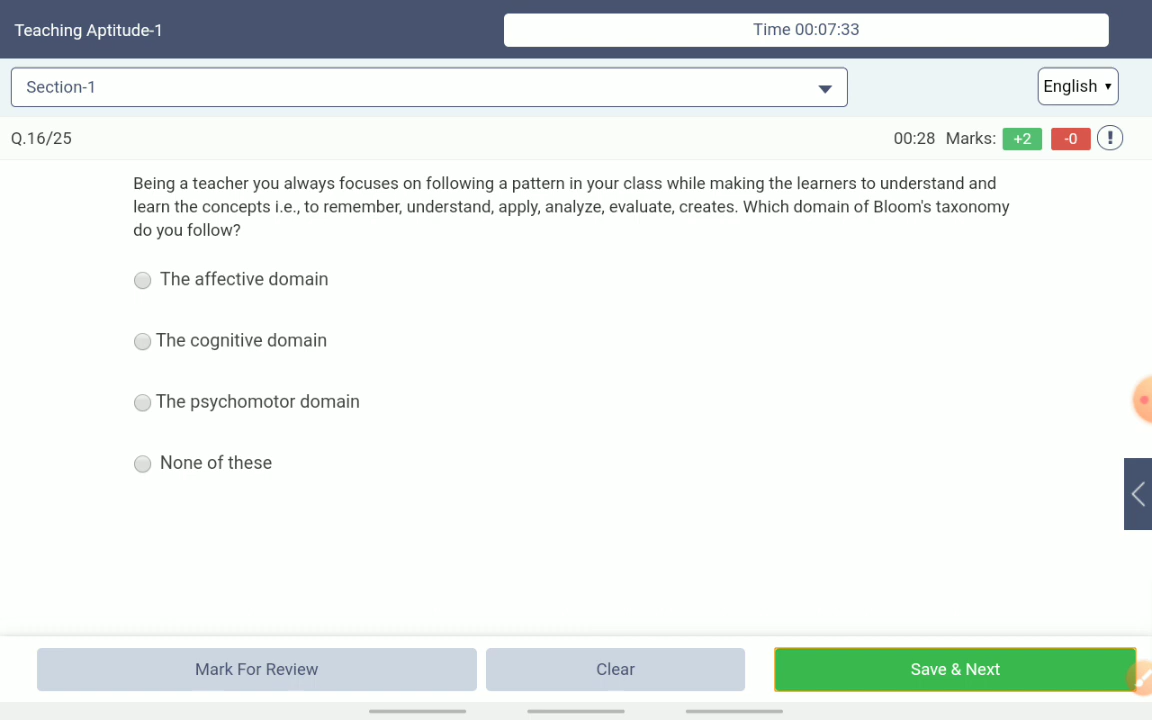 Teaching Aptitude-1
Time 00:07:33
Section-1
English
Q.16/25
00:28 Marks: +2 -0 !
Being a teacher you always focuses on following a pattern in your class while making the learners to understand and
learn the concepts i.e., to remember, understand, apply, analyze, evaluate, creates. Which domain of Bloom's taxonomy
do you follow?
The affective domain
The cognitive domain
The psychomotor domain
None of these
Mark For Review
Clear
Save & Next